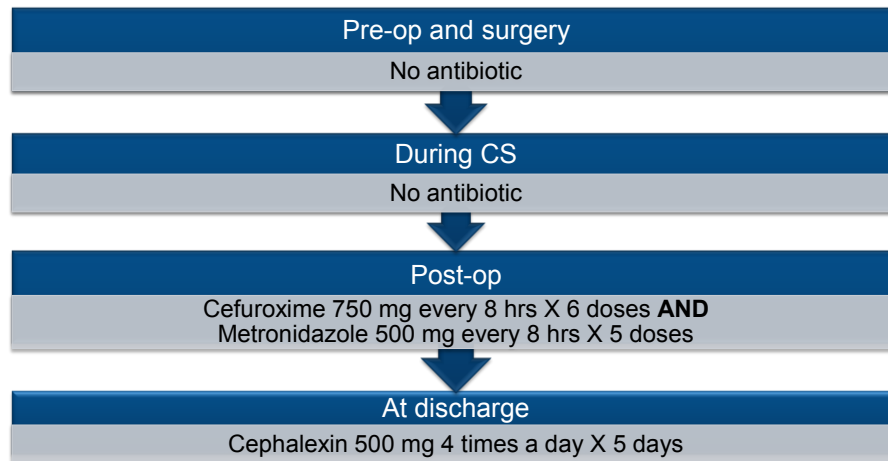 Pre-op and surgery
No antibiotic
During CS
No antibiotic
Post-op
Cefuroxime 750 mg every 8 hrs X 6 doses AND
Metronidazole 500 mg every 8 hrs X 5 doses
At discharge
Cephalexin 500 mg 4 times a day X 5 days